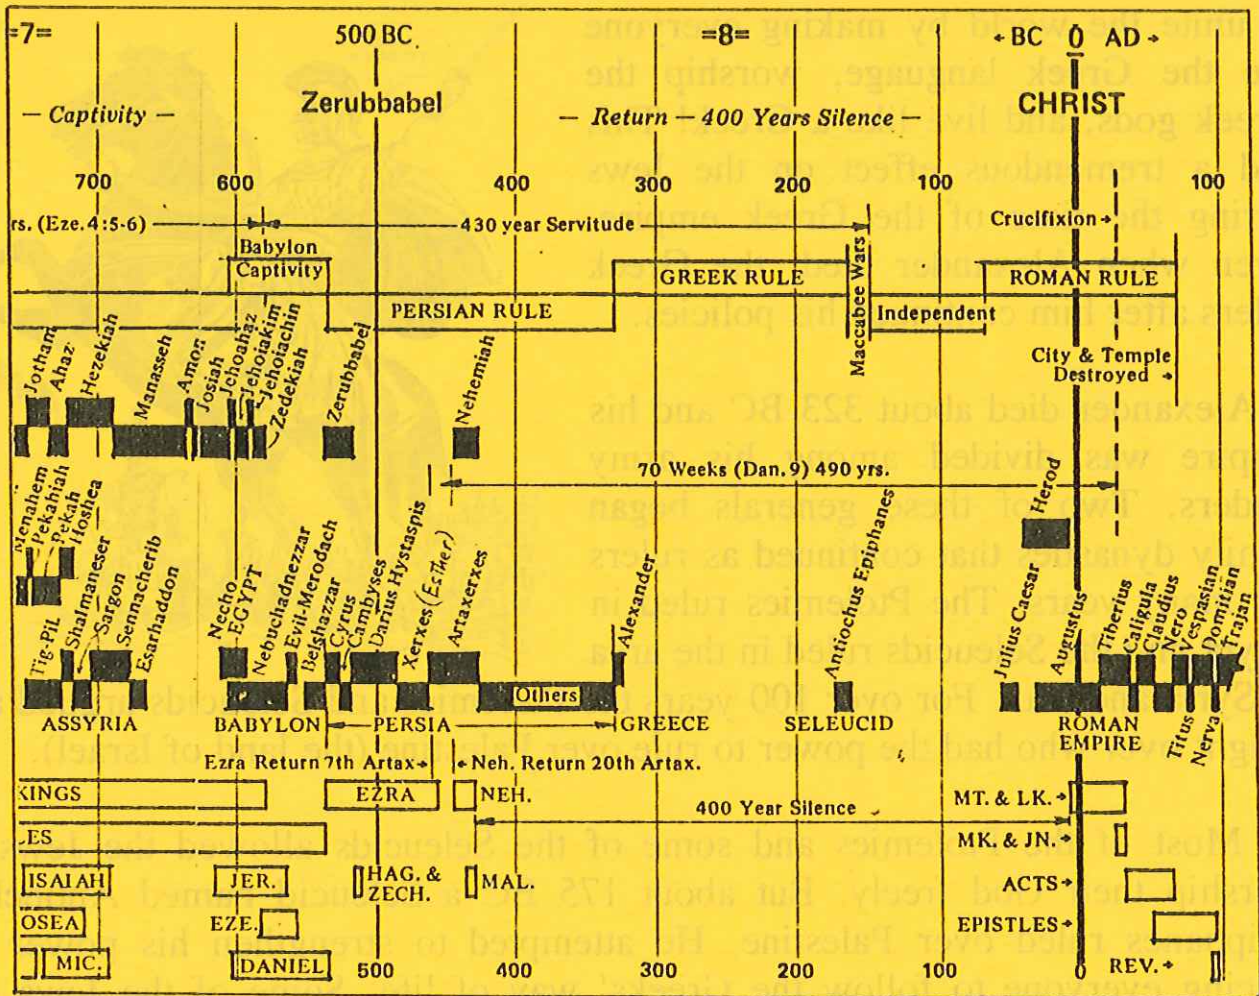 =7=
500 BC
=8=
BC 0 AD
Zerubbabel
CHRIST
— Captivity —
— Return — 400 Years Silence —
700
600
400
300
200
100
100
Crucifixion
rs. (Eze. 4:5-6)
430 year Servitude
Babylon
Captivity
GREEK RULE
Maccabee Wars
ROMAN RULE
PERSIAN RULE
Independent
City & Temple
Destroyed
Jotham
Ahaz
Hezekiah
Manasseh
Amon
Josiah
Jehoahaz
Jehoiakim
Jehoiachin
Zedekiah
Zerubbabel
Nehemiah
70 Weeks (Dan. 9) 490 yrs.
Menahem
Pekahiah
Pekah
Hoshea
Herod
Tig-Pil
Shalmaneser
Sargon
Sennacherib
Esarhaddon
Necho
EGYPT
Nebuchadnezzar
Evil-Merodach
Belshazzar
Cyrus
Cambyses
Darius Hystaspis
Xerxes (Esther)
Artaxerxes
Others
Alexander
Antiochus Epiphanes
Julius Caesar
Augustus
Tiberius
Caligula
Claudius
Nero
Vespasian
Titus
Domitian
Nerva
Trajan
ASSYRIA
BABYLON
PERSIA
GREECE
SELEUCID
ROMAN
EMPIRE
Ezra Return 7th Artax
Neh. Return 20th Artax.
KINGS
EZRA
NEH.
400 Year Silence
MT. & LK.
ES
MK. & JN.
ISAIAH
JER.
HAG. &
ZECH.
MAL.
ACTS
OSEA
EZE.
EPISTLES
MIC.
DANIEL
500
400
300
200
100
0
REV.
100